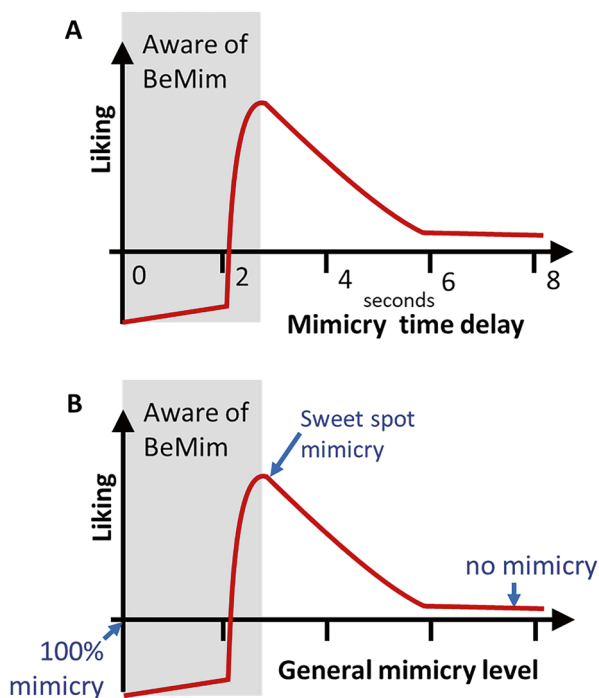 A
Aware of
BeMim
Liking
0 2 4 6 8
seconds
Mimicry time delay
B
Aware of
BeMim
Sweet spot
mimicry
Liking
no mimicry
100%
mimicry
General mimicry level